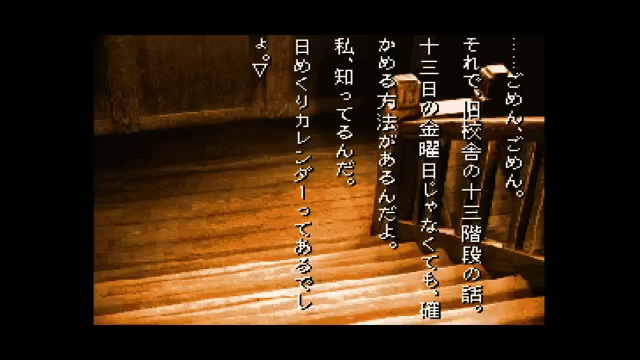 ……ごめん、ごめん。
それで、旧校舎の十三階段の話。
十三日の金曜日じゃなくても、確
かめる方法があるんだよ。
私、知ってるんだ。
日めくりカレンダーってあるでし
ょ。▽